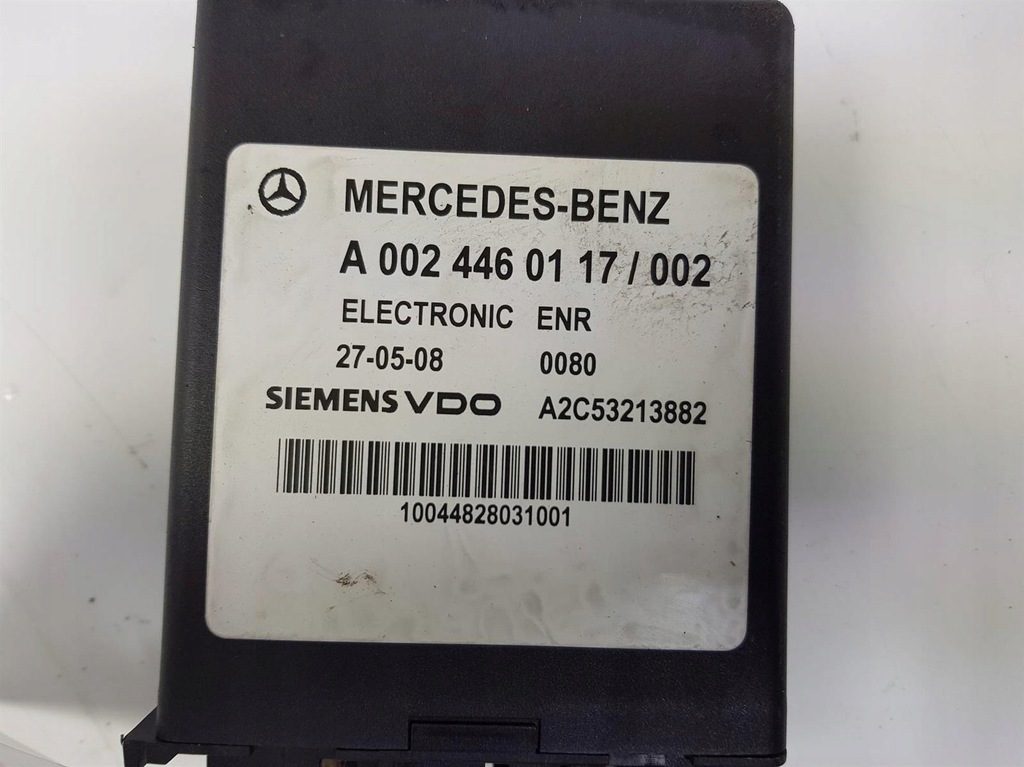 MERCEDES-BENZ
A 002 446 01 17 / 002
ELECTRONIC ENR
27-05-08 0080
SIEMENS VDO A2C53213882
10044828031001